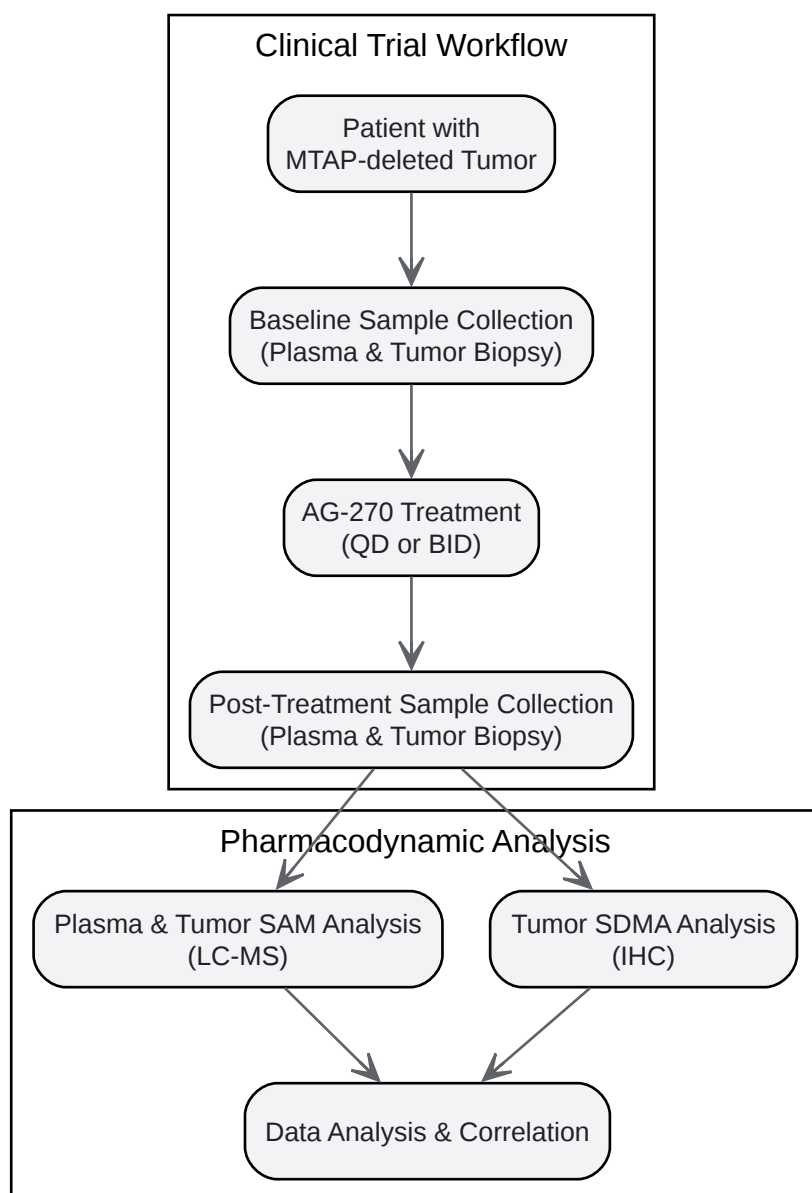 Clinical Trial Workflow
Patient with
MTAP-deleted Tumor
Baseline Sample Collection
(Plasma & Tumor Biopsy)
AG-270 Treatment
(QD or BID)
Post-Treatment Sample Collection
(Plasma & Tumor Biopsy)
Pharmacodynamic Analysis
Plasma & Tumor SAM Analysis
(LC-MS)
Tumor SDMA Analysis
(IHC)
Data Analysis & Correlation